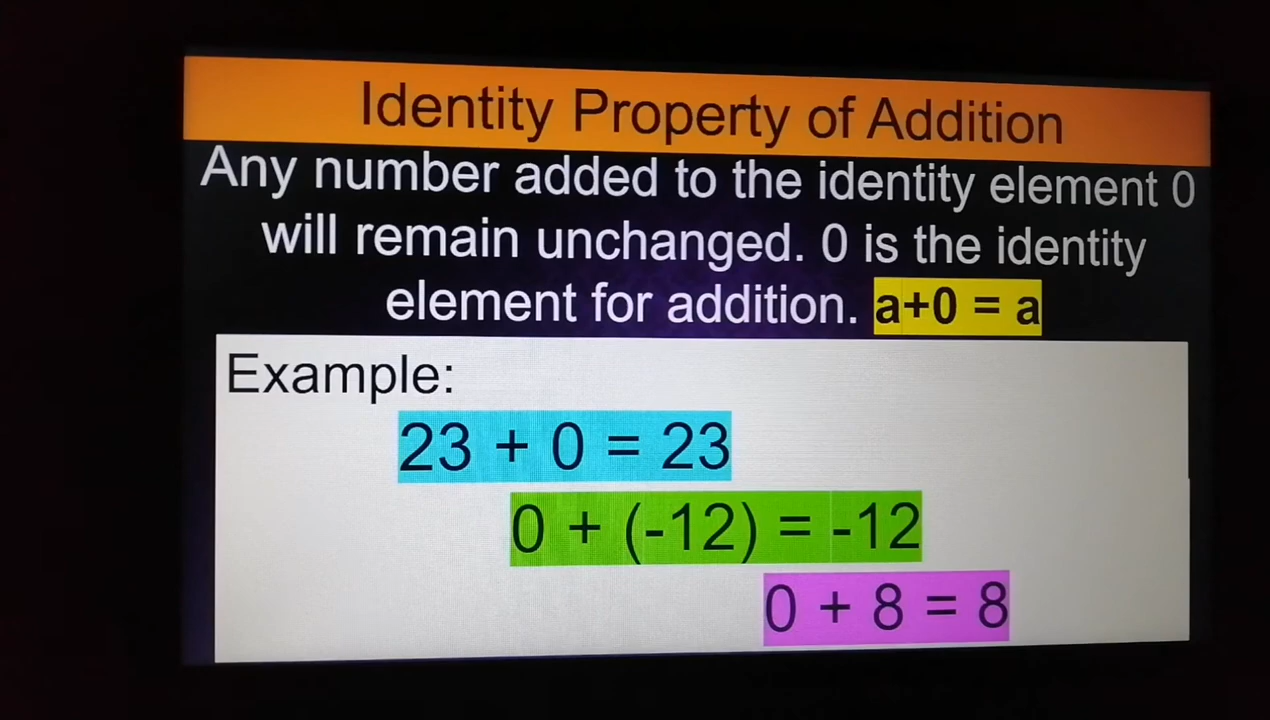 Identity Property of Addition
Any number added to the identity element 0
will remain unchanged. 0 is the identity
element for addition. a+0 = a
Example:
23 + 0 = 23
0 + (-12) = -12
0 + 8 = 8